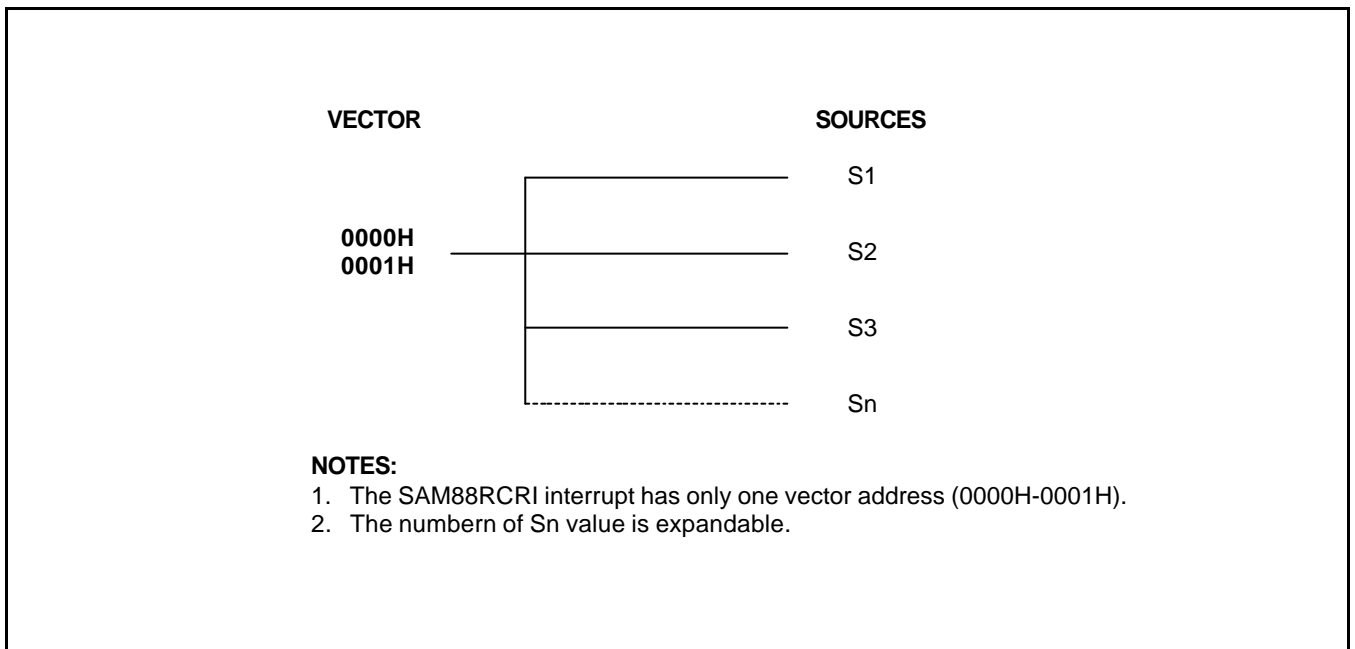 VECTOR SOURCES
S1
0000H
0001H
S2
S3
Sn
NOTES:
1. The SAM88RCRI interrupt has only one vector address (0000H-0001H).
2. The numbern of Sn value is expandable.